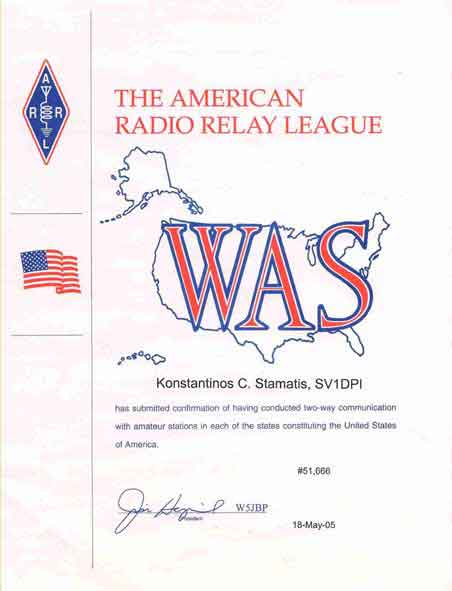 A
R R
L
THE AMERICAN
RADIO RELAY LEAGUE
WAS
Konstantinos C. Stamatis, SV1DPI
has submitted confirmation of having conducted two-way communication
with amateur stations in each of the states constituting the United States
of America.
#51,666
W5JBP
President
18-May-05